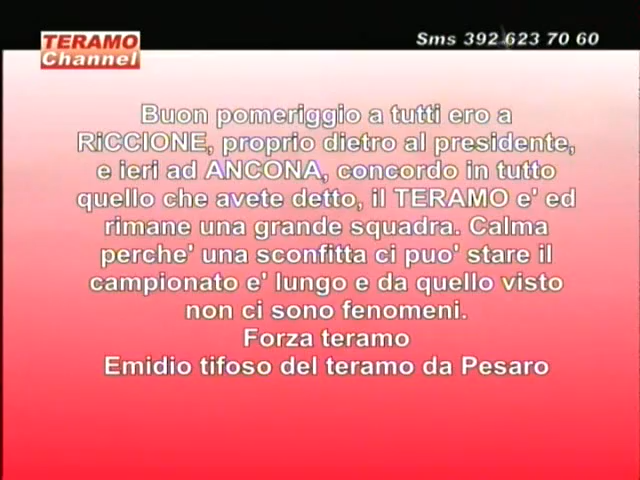 TERAMO
Channel
Sms 392 623 70 60
Buon pomeriggio a tutti ero a
RiCCIONE, proprio dietro al presidente,
e ieri ad ANCONA, concordo in tutto
quello che avete detto, il TERAMO e' ed
rimane una grande squadra. Calma
perche' una sconfitta ci puo' stare il
campionato e' lungo e da quello visto
non ci sono fenomeni.
Forza teramo
Emidio tifoso del teramo da Pesaro